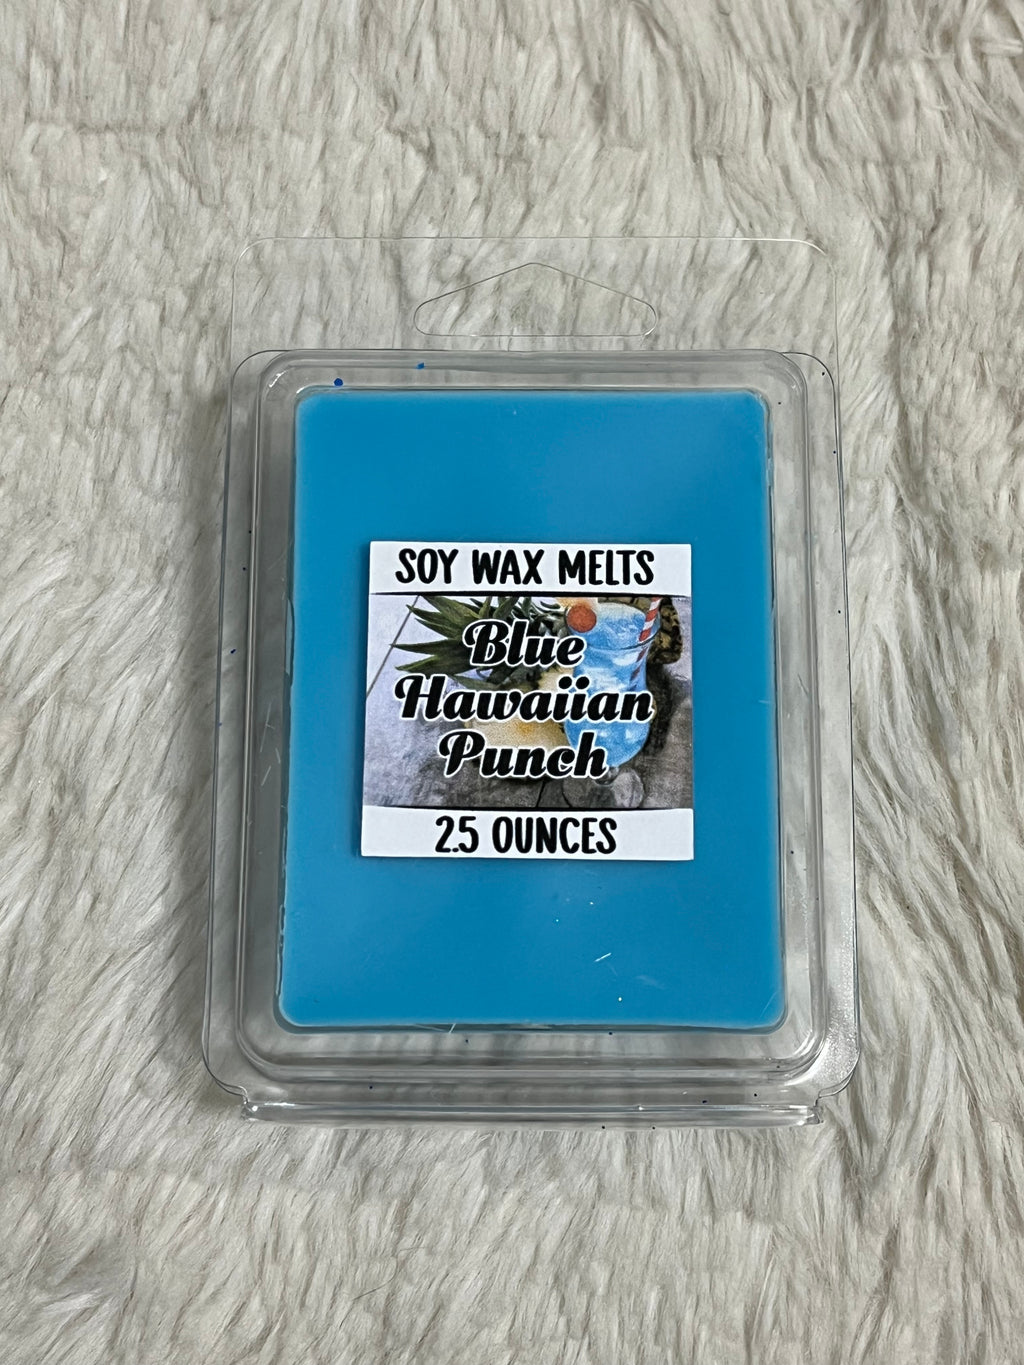 SOY WAX MELTS
Blue
Hawaiian
Punch
2.5 OUNCES